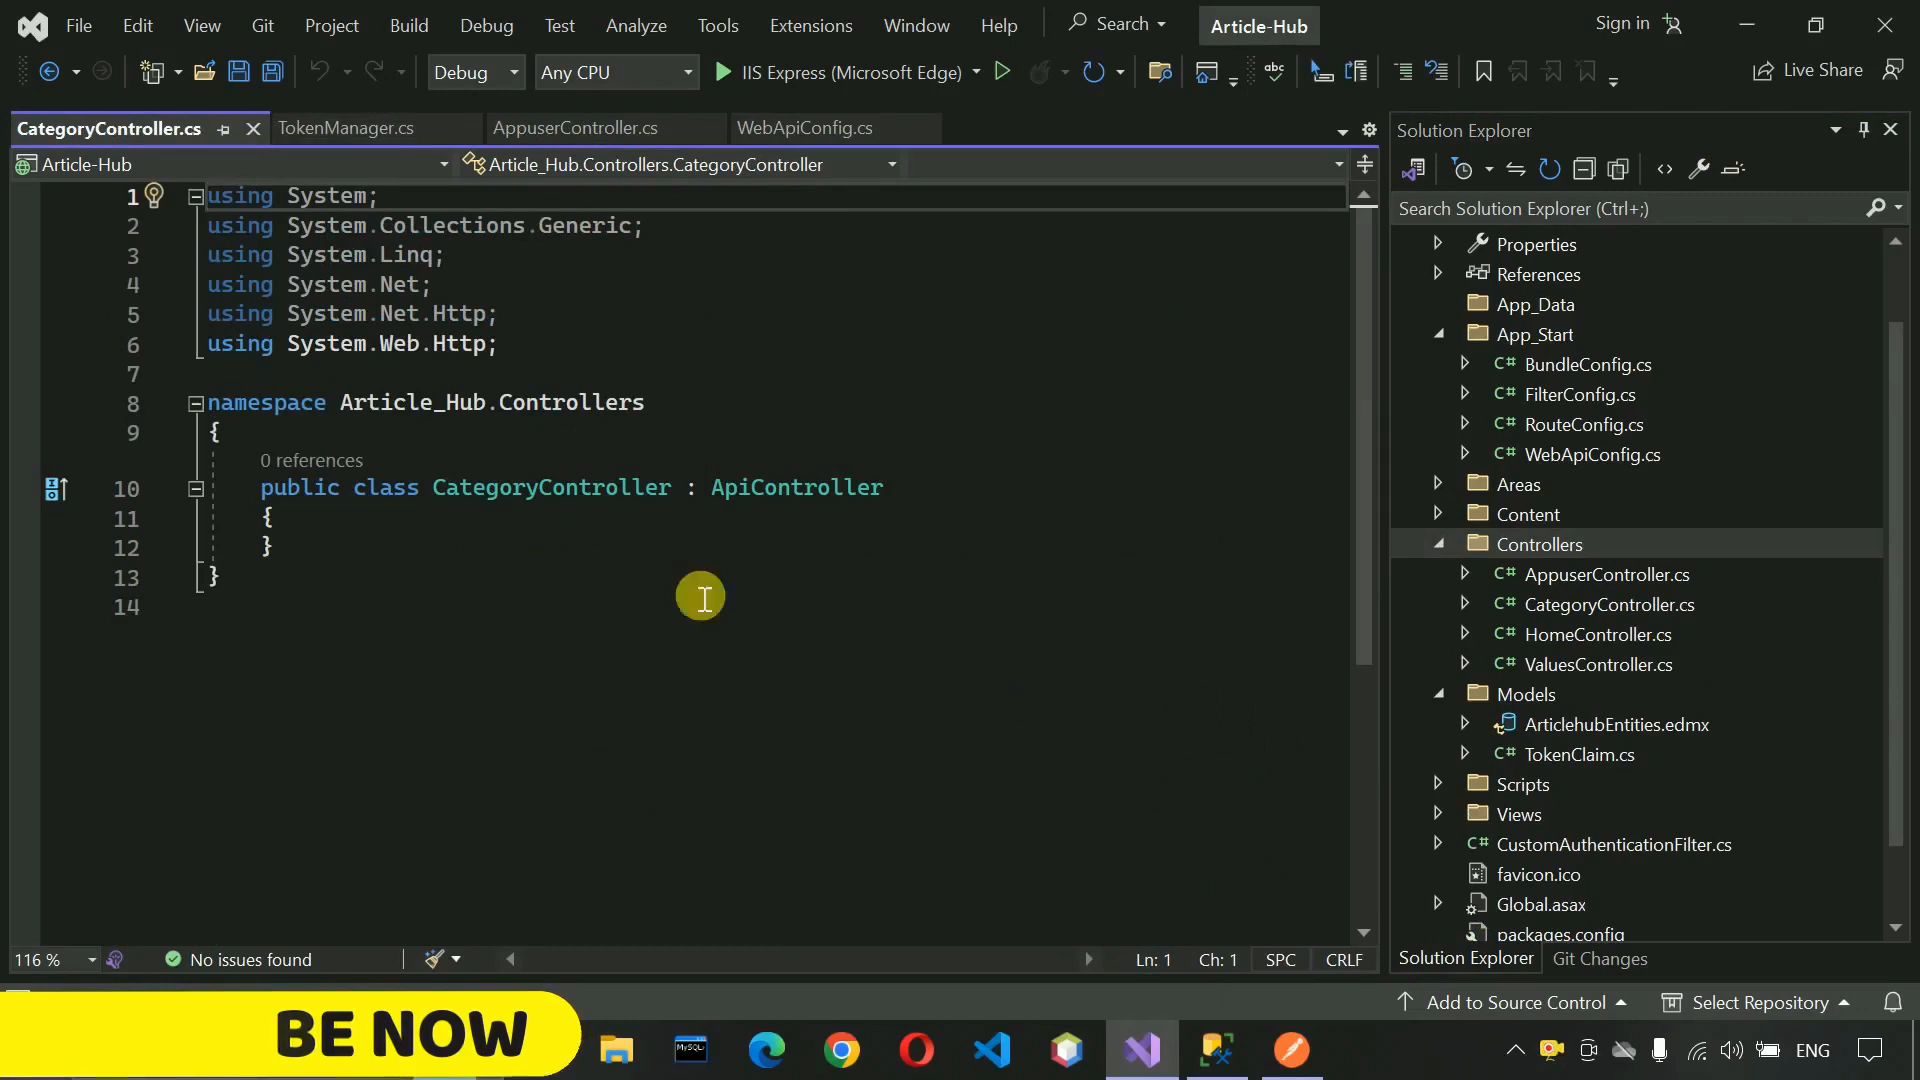 File Edit View Git Project Build Debug Test Analyze Tools Extensions Window Help Search Article-Hub Sign in
Debug Any CPU IIS Express (Microsoft Edge) abc Live Share
CategoryController.cs TokenManager.cs AppuserController.cs WebApiConfig.cs
Article-Hub Article_Hub.Controllers.CategoryController
1 using System;
2 using System.Collections.Generic;
3 using System.Linq;
4 using System.Net;
5 using System.Net.Http;
6 using System.Web.Http;
7
8 namespace Article_Hub.Controllers
9 {
0 references
10 public class CategoryController : ApiController
11 {
12 }
13 }
14
116 % No issues found Ln: 1 Ch: 1 SPC CRLF
Solution Explorer
Search Solution Explorer (Ctrl+;)
Properties
References
App_Data
App_Start
C# BundleConfig.cs
C# FilterConfig.cs
C# RouteConfig.cs
C# WebApiConfig.cs
Areas
Content
Controllers
C# AppuserController.cs
C# CategoryController.cs
C# HomeController.cs
C# ValuesController.cs
Models
ArticlehubEntities.edmx
C# TokenClaim.cs
Scripts
Views
C# CustomAuthenticationFilter.cs
favicon.ico
Global.asax
packages.config
Solution Explorer Git Changes
Add to Source Control Select Repository
BE NOW
MySQL
ENG